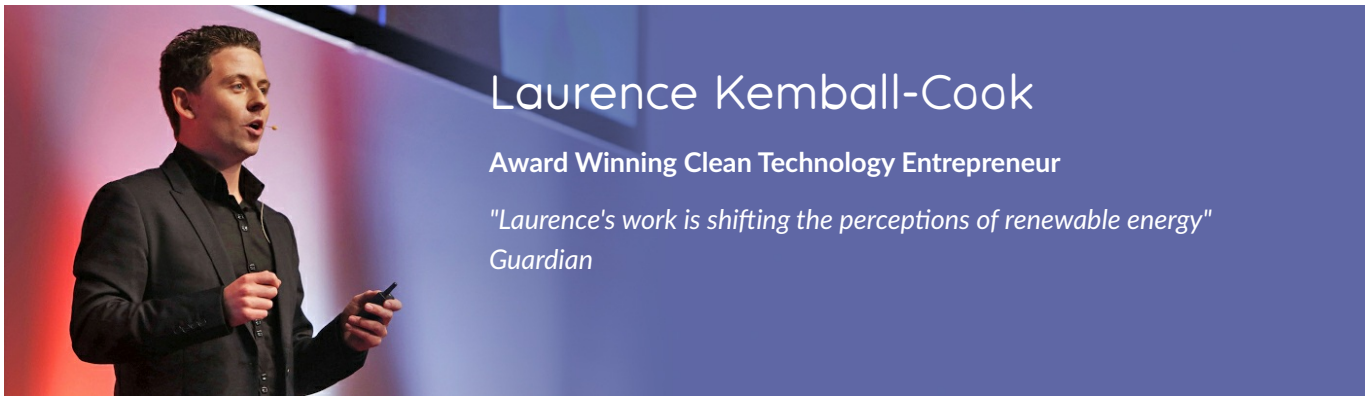 Laurence Kemball-Cook
Award Winning Clean Technology Entrepreneur
"Laurence's work is shifting the perceptions of renewable energy"
Guardian